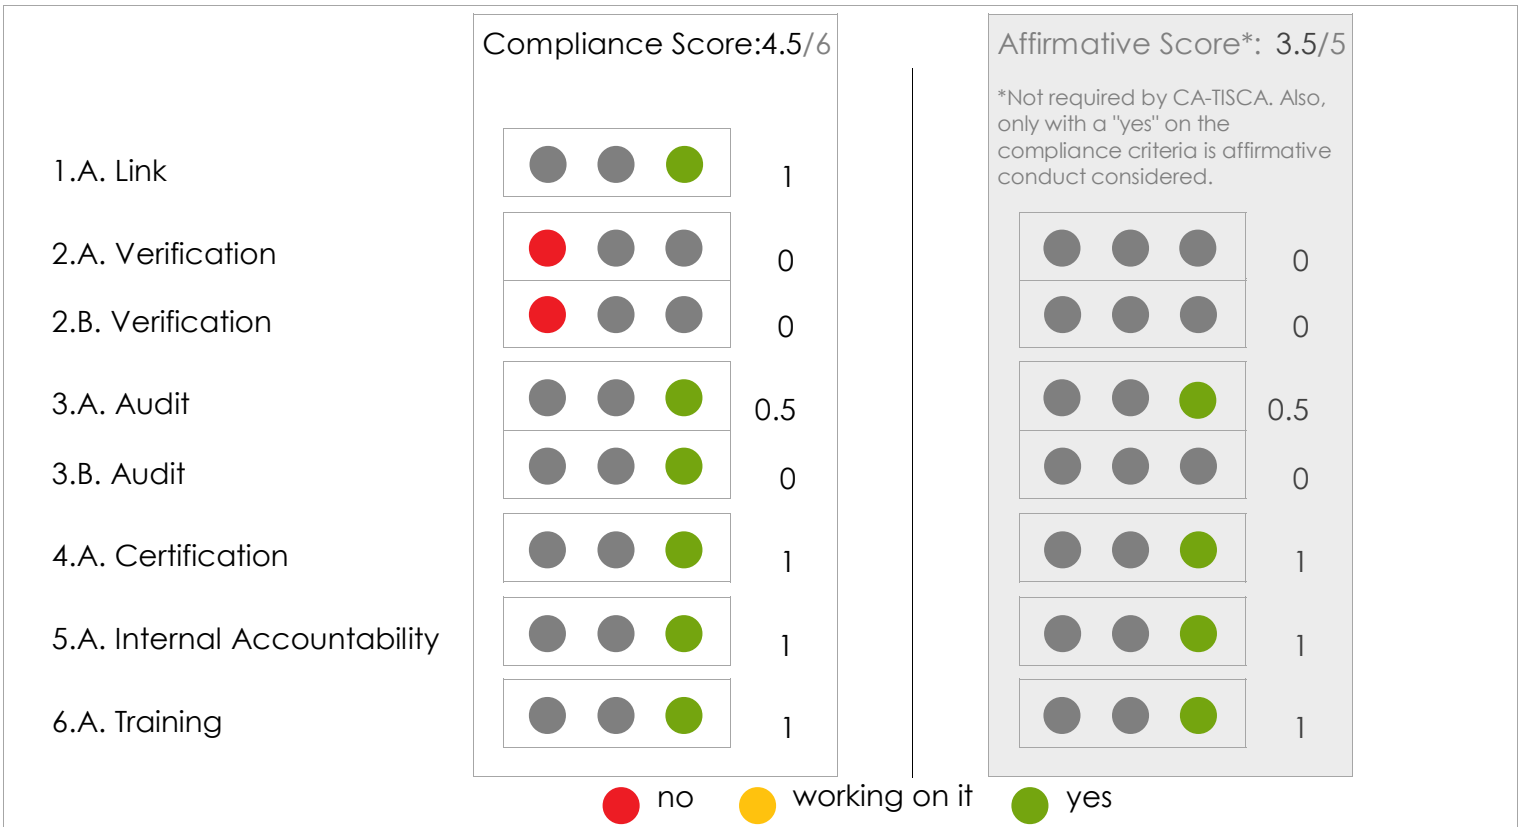 Compliance Score:4.5/6
Affirmative Score*: 3.5/5
*Not required by CA-TISCA. Also,
only with a "yes" on the
compliance criteria is affirmative
conduct considered.
1.A. Link 1
2.A. Verification 0 0
2.B. Verification 0 0
3.A. Audit 0.5 0.5
3.B. Audit 0 0
4.A. Certification 1 1
5.A. Internal Accountability 1 1
6.A. Training 1 1
no working on it yes